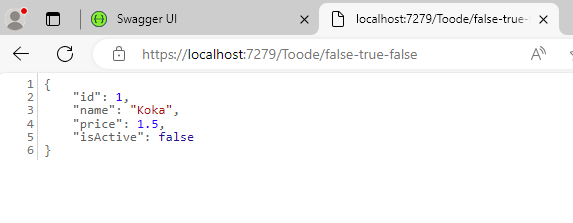 Swagger UI
localhost:7279/Toode/false-true-
https://localhost:7279/Toode/false-true-false
A
1 {
2 "id": 1,
3 "name": "Koka",
4 "price": 1.5,
5 "isActive": false
6 }